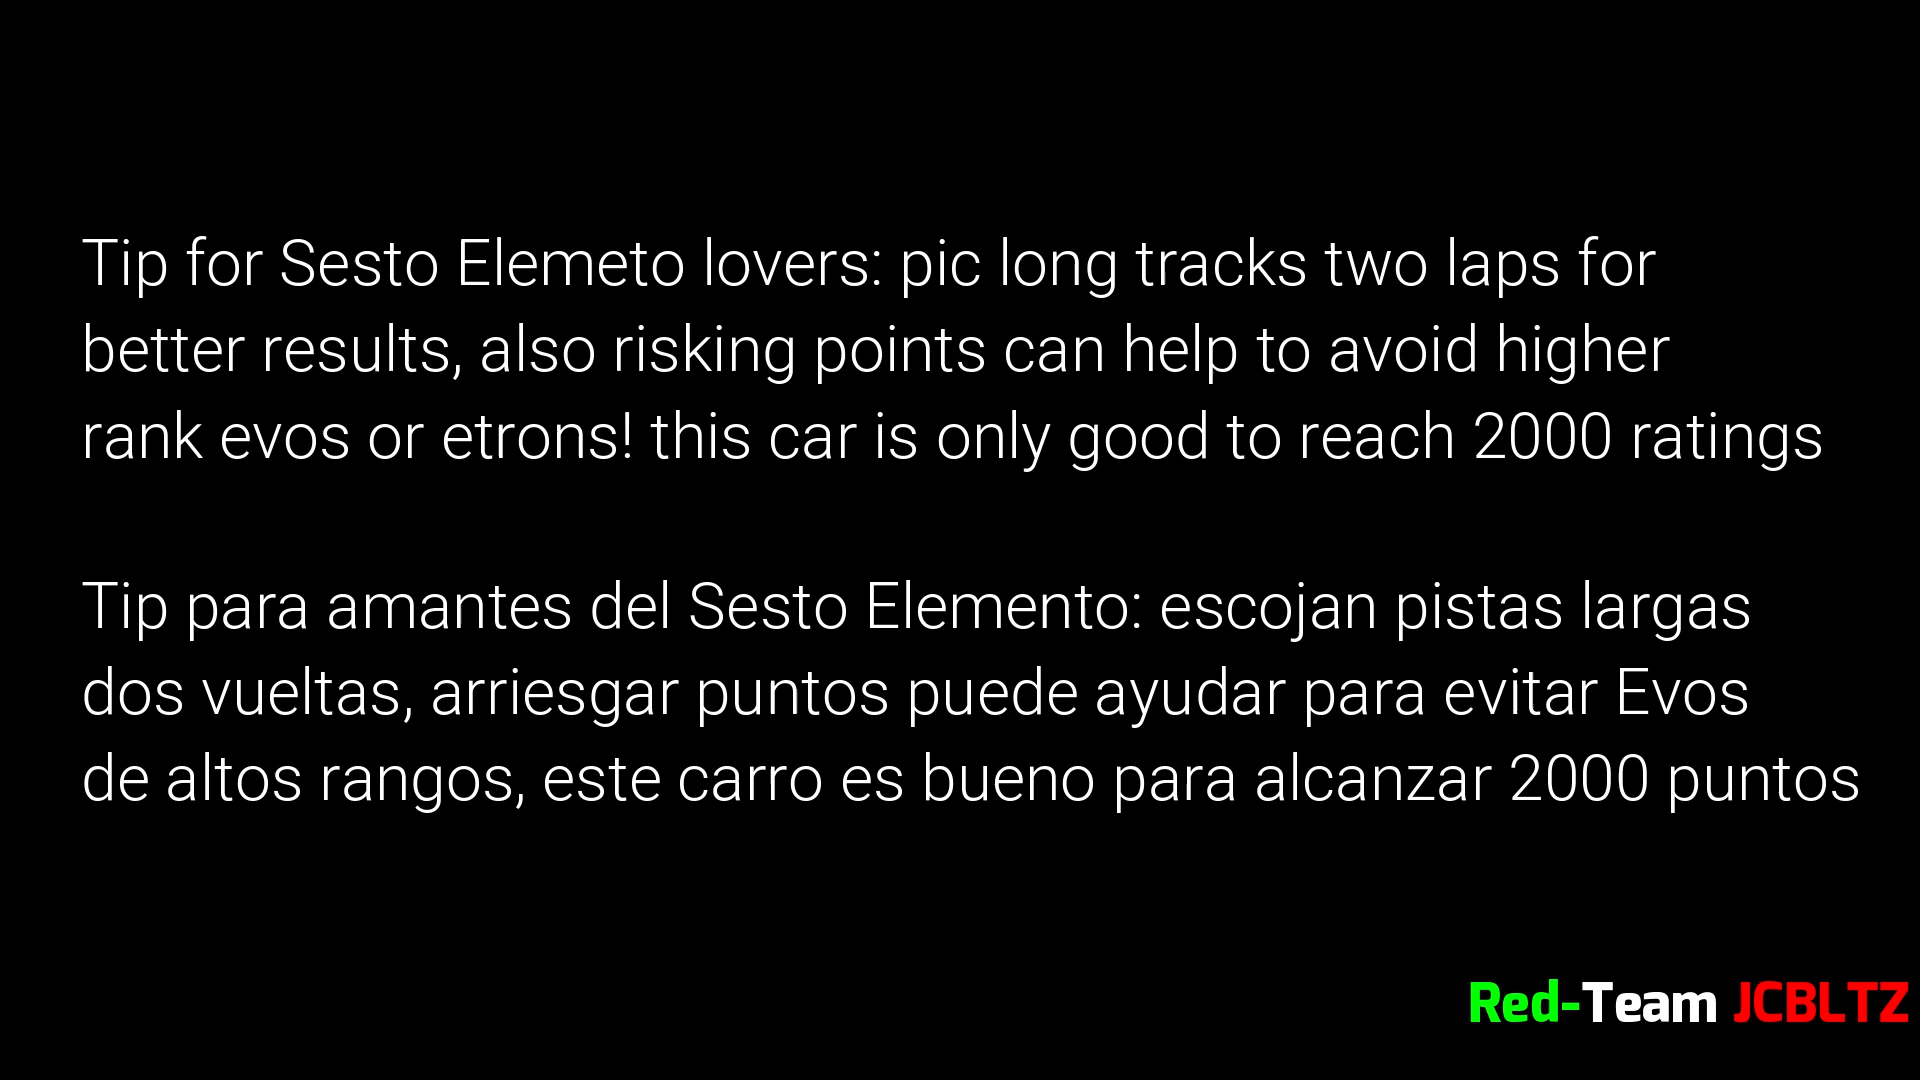 Tip for Sesto Elemeto lovers: pic long tracks two laps for
better results, also risking points can help to avoid higher
rank evos or etrons! this car is only good to reach 2000 ratings
Tip para amantes del Sesto Elemento: escojan pistas largas
dos vueltas, arriesgar puntos puede ayudar para evitar Evos
de altos rangos, este carro es bueno para alcanzar 2000 puntos
Red-Team JCBLTZ